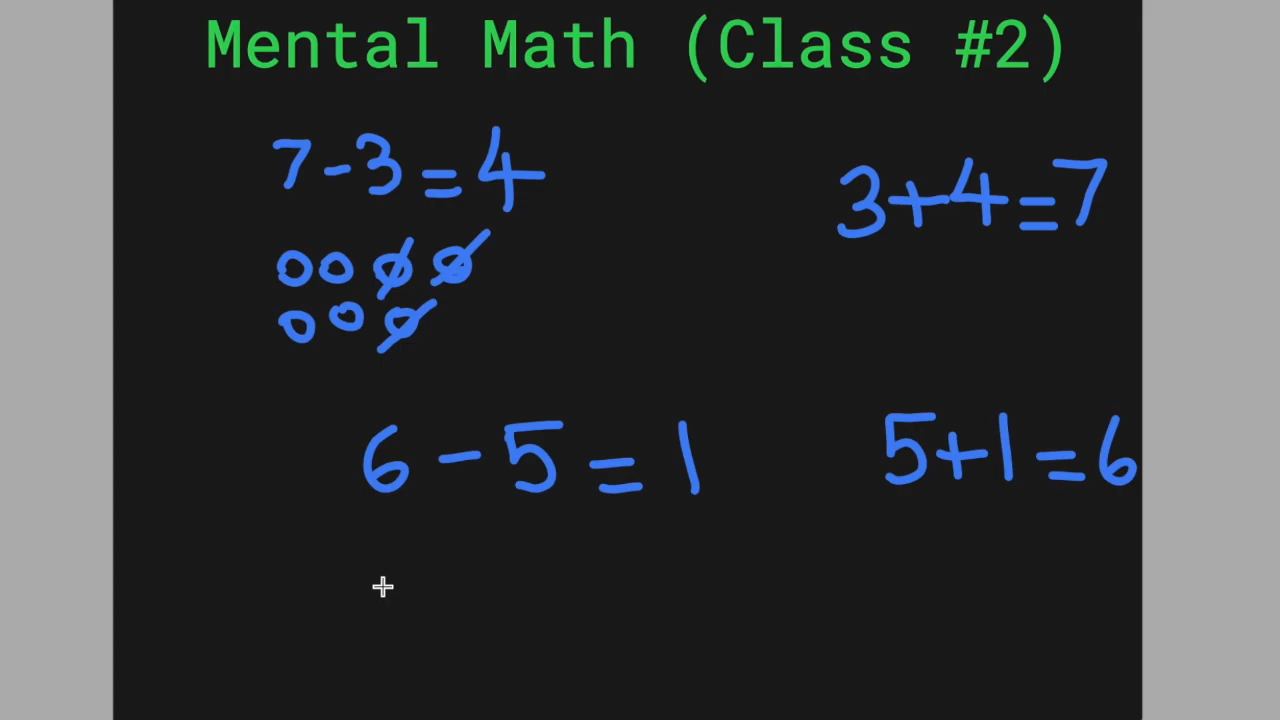 Mental Math (Class #2)
7-3=4
3+4=7
6-5=1
5+1=6